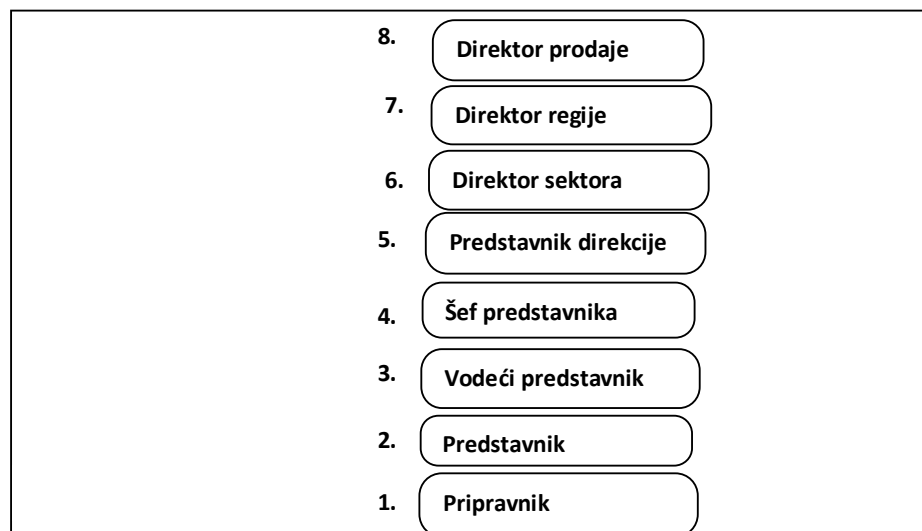 8. Direktor prodaje
7. Direktor regije
6. Direktor sektora
5. Predstavnik direkcije
4. Šef predstavnika
3. Vodeći predstavnik
2. Predstavnik
1. Pripravnik